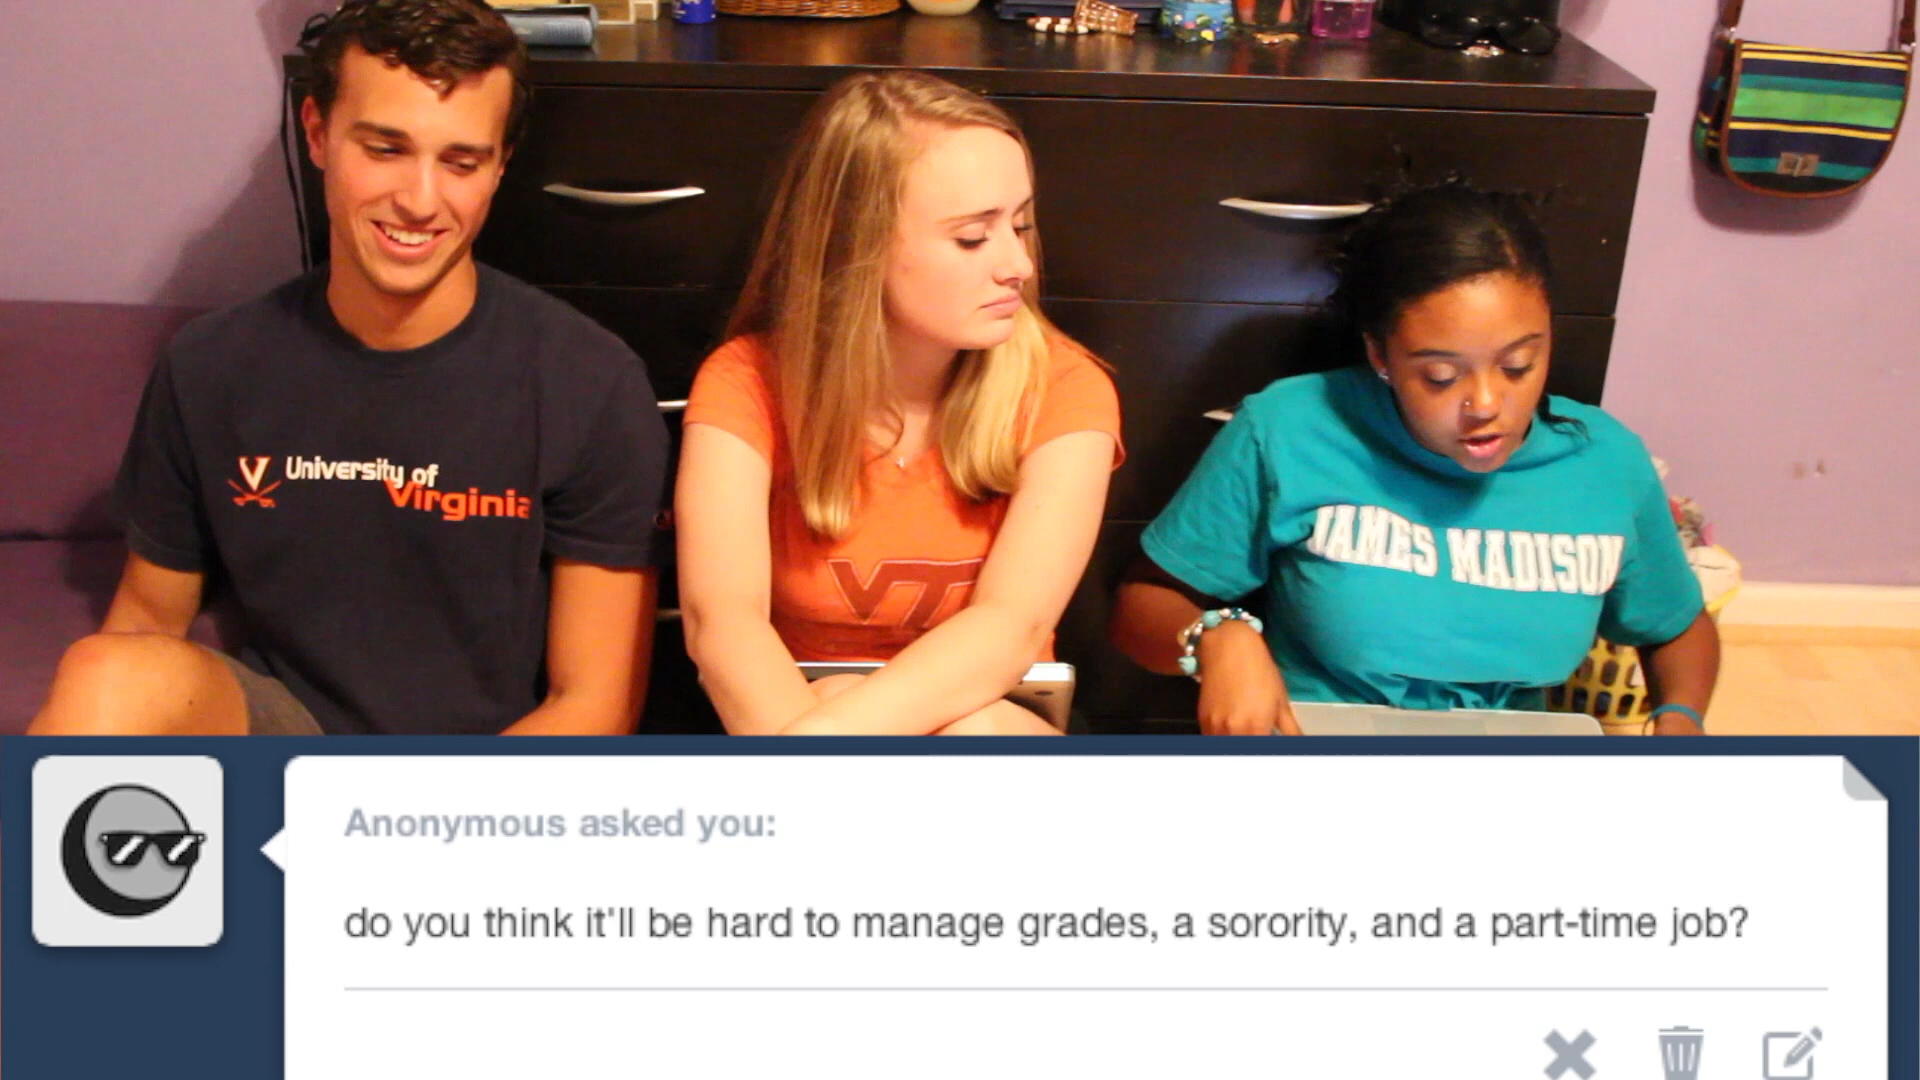 University of
Virginia
VT
JAMES MADISON
Anonymous asked you:
do you think it'll be hard to manage grades, a sorority, and a part-time job?